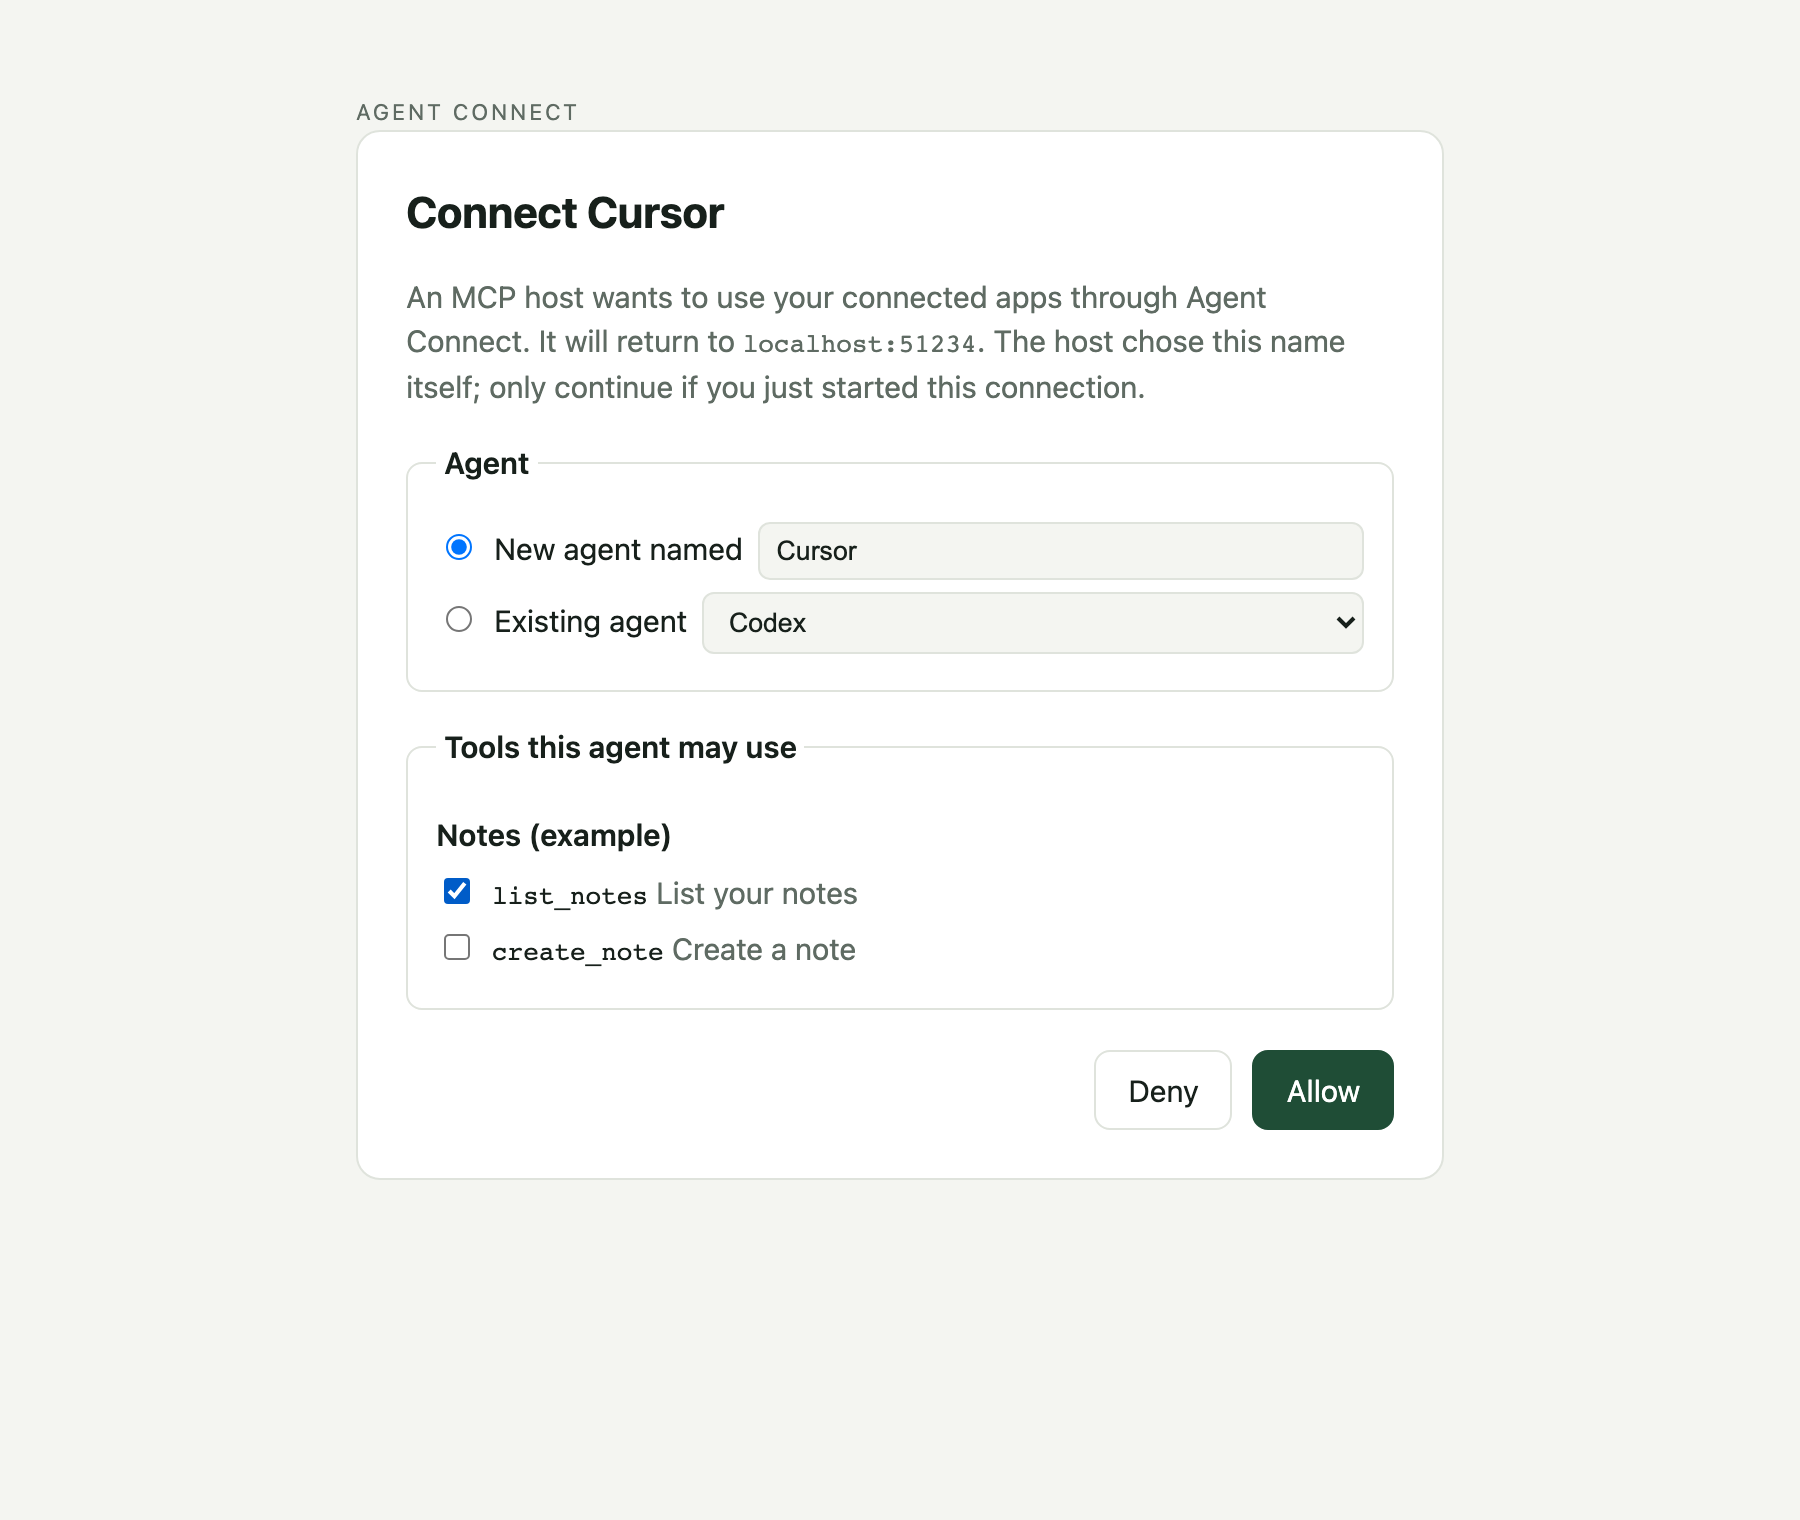 AGENT CONNECT
Connect Cursor
An MCP host wants to use your connected apps through Agent
Connect. It will return to localhost:51234. The host chose this name
itself; only continue if you just started this connection.
Agent
New agent named Cursor
Existing agent Codex
Tools this agent may use
Notes (example)
list_notes List your notes
create_note Create a note
Deny Allow